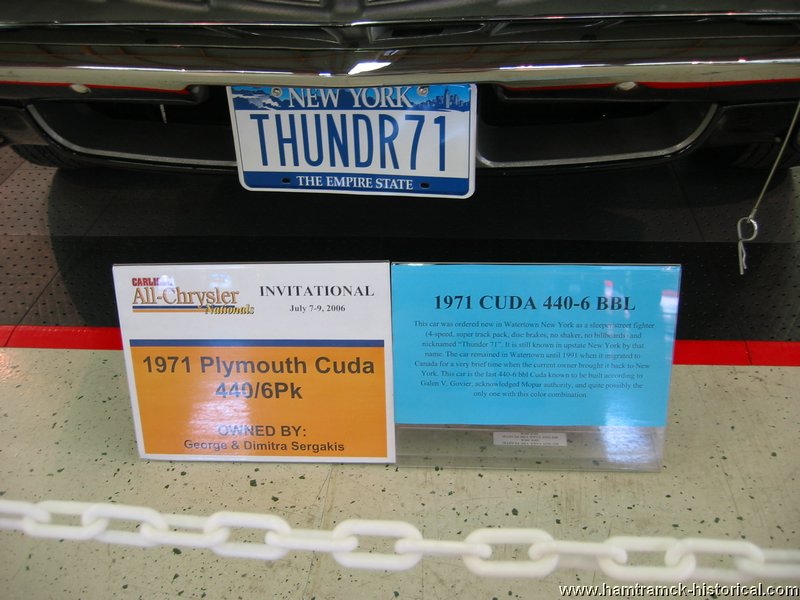 NEW YORK
THUNDR71
THE EMPIRE STATE
CARLISLE
All-Chrysler
Nationals
INVITATIONAL
July 7-9, 2006
1971 Plymouth Cuda
440/6Pk
OWNED BY:
George & Dimitra Sergakis
1971 CUDA 440-6 BBL
This car was ordered new in Watertown New York as a sleeper street fighter
(4-speed, super track pack, disc brakes, no shaker, no billboards) and
nicknamed "Thunder 71". It is still known in upstate New York by that
name. The car remained in Watertown until 1991 when it migrated to
Canada for a very brief time when the current owner brought it back to New
York. This car is the last 440-6 bbl Cuda known to be built according to
Galen V. Govier, acknowledged Mopar authority, and quite possibly the
only one with this color combination.
www.hamtramck-historical.com